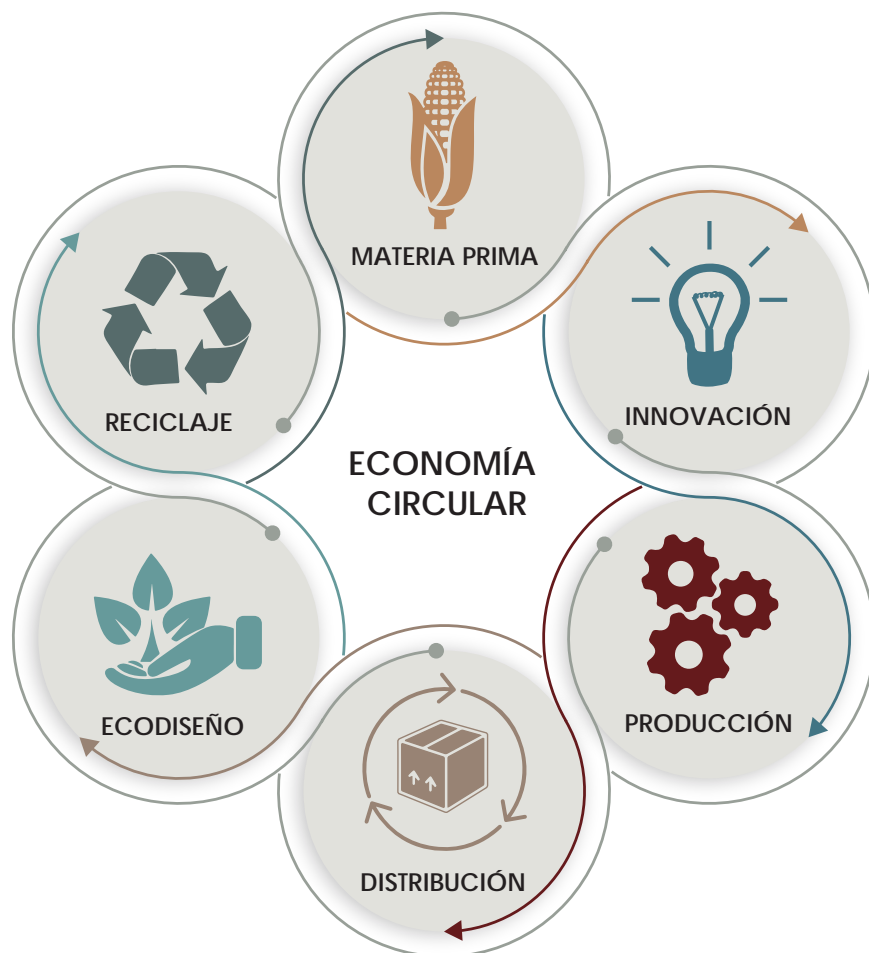 MATERIA PRIMA
INNOVACIÓN
RECICLAJE
ECONOMÍA
CIRCULAR
ECODISEÑO
PRODUCCIÓN
DISTRIBUCIÓN